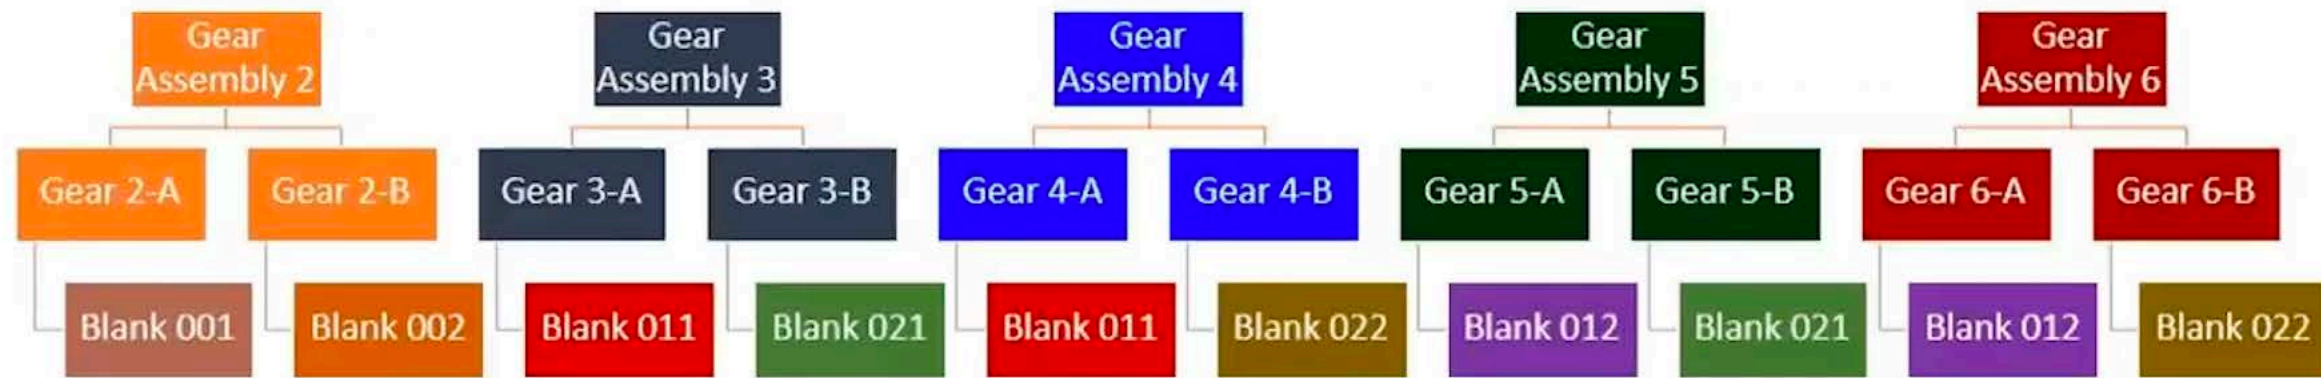 Gear
Assembly 2
Gear
Assembly 3
Gear
Assembly 4
Gear
Assembly 5
Gear
Assembly 6
Gear 2-A
Gear 2-B
Gear 3-A
Gear 3-B
Gear 4-A
Gear 4-B
Gear 5-A
Gear 5-B
Gear 6-A
Gear 6-B
Blank 001
Blank 002
Blank 011
Blank 021
Blank 011
Blank 022
Blank 012
Blank 021
Blank 012
Blank 022